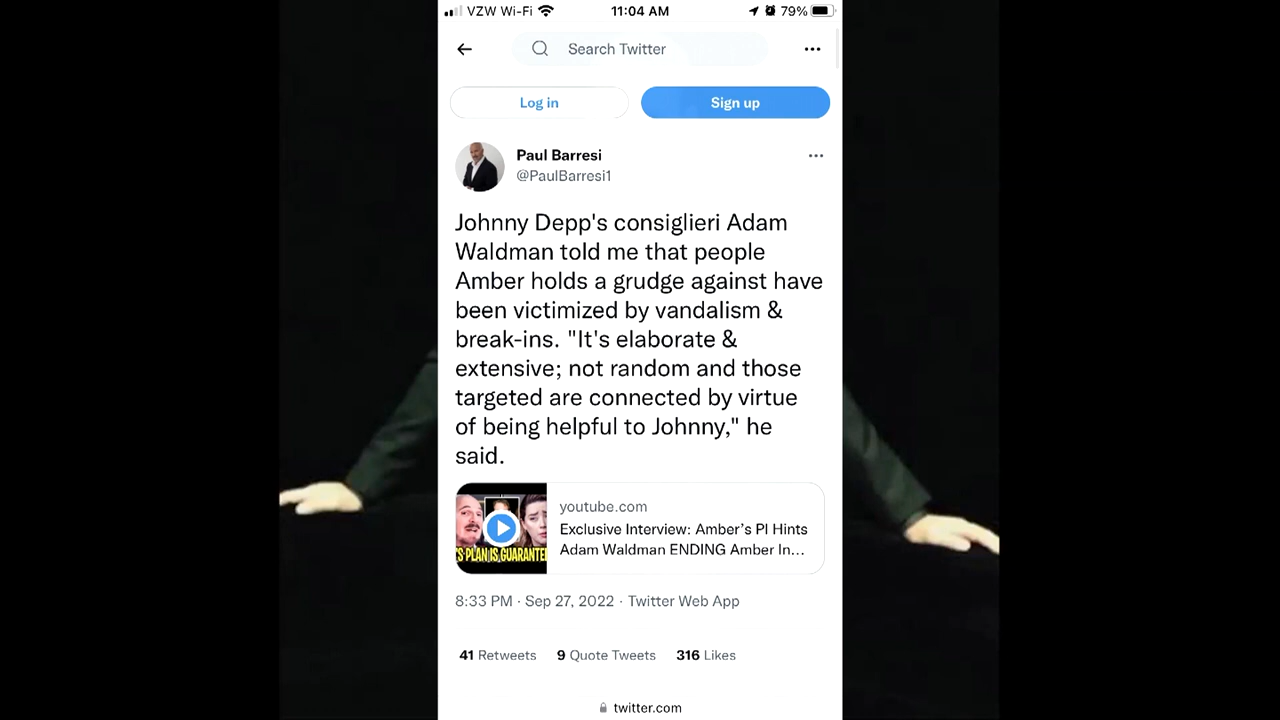 VZW Wi-Fi 11:04 AM 79%
Search Twitter
Log in Sign up
Paul Barresi
@PaulBarresi1
Johnny Depp's consiglieri Adam
Waldman told me that people
Amber holds a grudge against have
been victimized by vandalism &
break-ins. "It's elaborate &
extensive; not random and those
targeted are connected by virtue
of being helpful to Johnny," he
said.
youtube.com
Exclusive Interview: Amber's PI Hints
Adam Waldman ENDING Amber In...
'S PLAN IS GUARANTE
8:33 PM · Sep 27, 2022 · Twitter Web App
41 Retweets 9 Quote Tweets 316 Likes
twitter.com